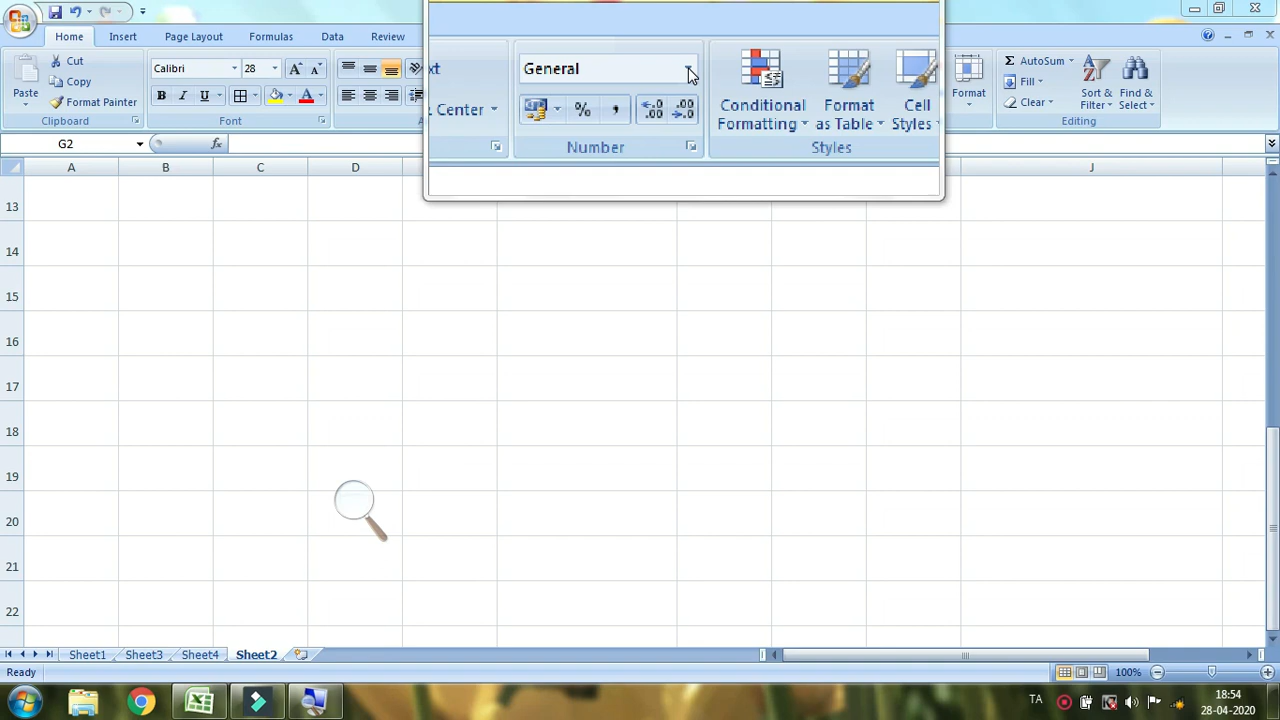 Home Insert Page Layout Formulas Data Review
Cut
Copy
Format Painter
Paste
Clipboard
Calibri 28
A A
B I U A
Font
xt
Center
General
% ,
.00 .00
Number
Conditional Formatting
Format as Table
Cell Styles
Styles
Format
Σ AutoSum
Fill
Clear
Sort & Filter
Find & Select
Editing
G2 fx
A B C D J
13
14
15
16
17
18
19
20
21
22
Sheet1 Sheet3 Sheet4 Sheet2
Ready 100%
TA 18:54
28-04-2020